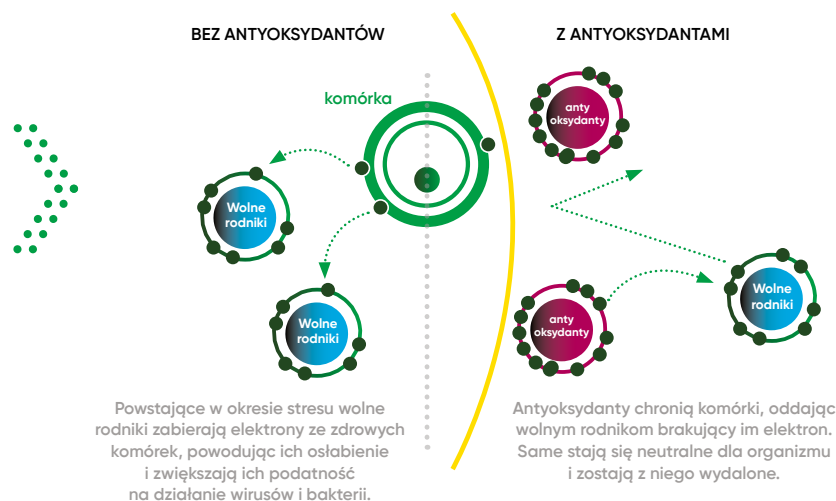 BEZ ANTYOKSYDANTÓW
komórka
Wolne
rodniki
Wolne
rodniki
Powstające w okresie stresu wolne
rodniki zabierają elektrony ze zdrowych
komórek, powodując ich osłabienie
i zwiększają ich podatność
na działanie wirusów i bakterii.
Z ANTYOKSYDANTAMI
anty
oksydanty
anty
oksydanty
Wolne
rodniki
Antyoksydanty chronią komórki, oddając
wolnym rodnikom brakujący im elektron.
Same stają się neutralne dla organizmu
i zostają z niego wydalone.